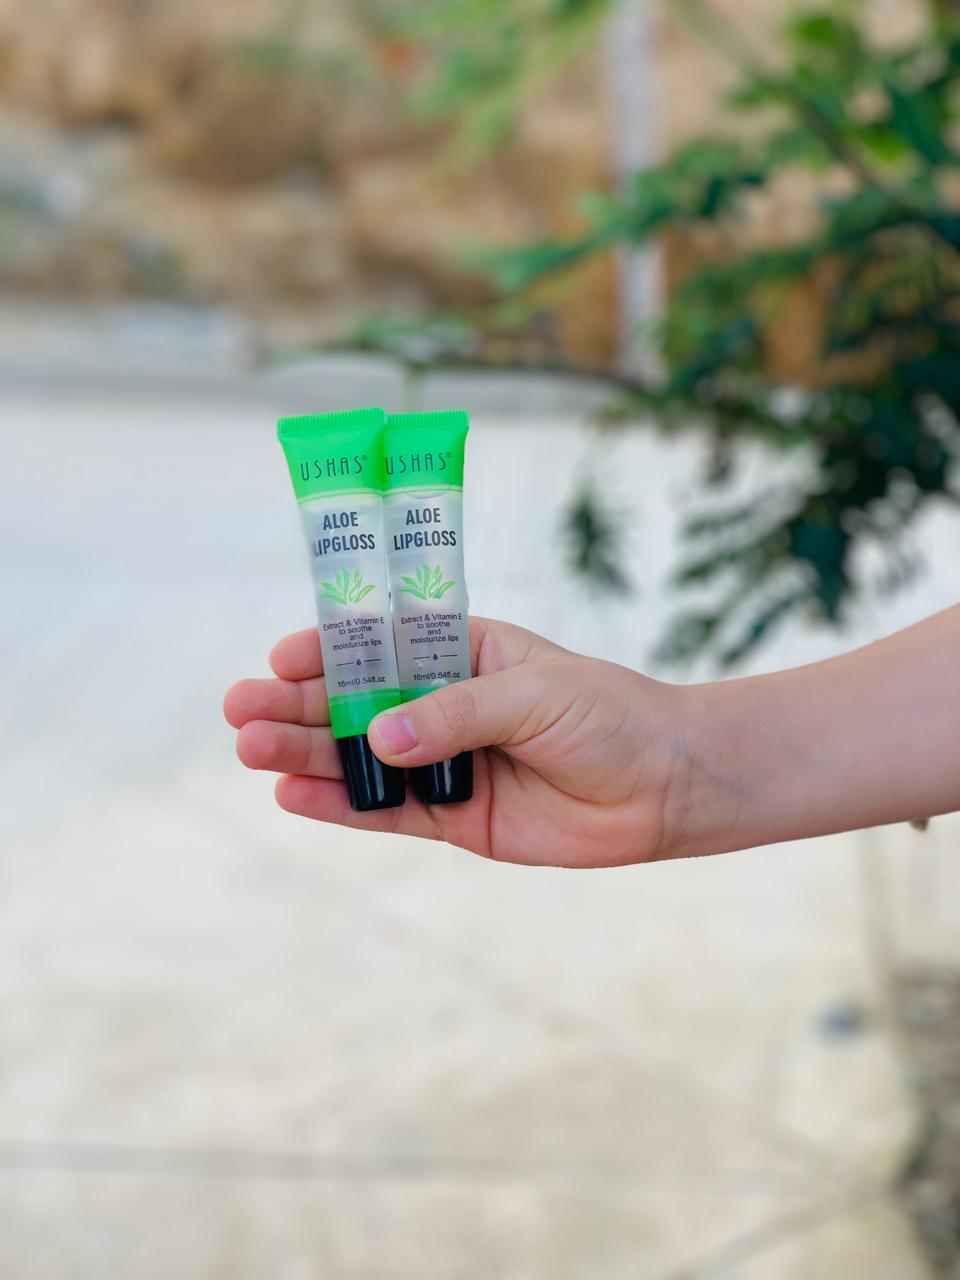 USHAS®
ALOE
LIPGLOSS
Extract & Vitamin E
to soothe
and
moisturize lips
16ml/0.54fl.oz
USHAS®
ALOE
LIPGLOSS
Extract & Vitamin E
to soothe
and
moisturize lips
16ml/0.54fl.oz